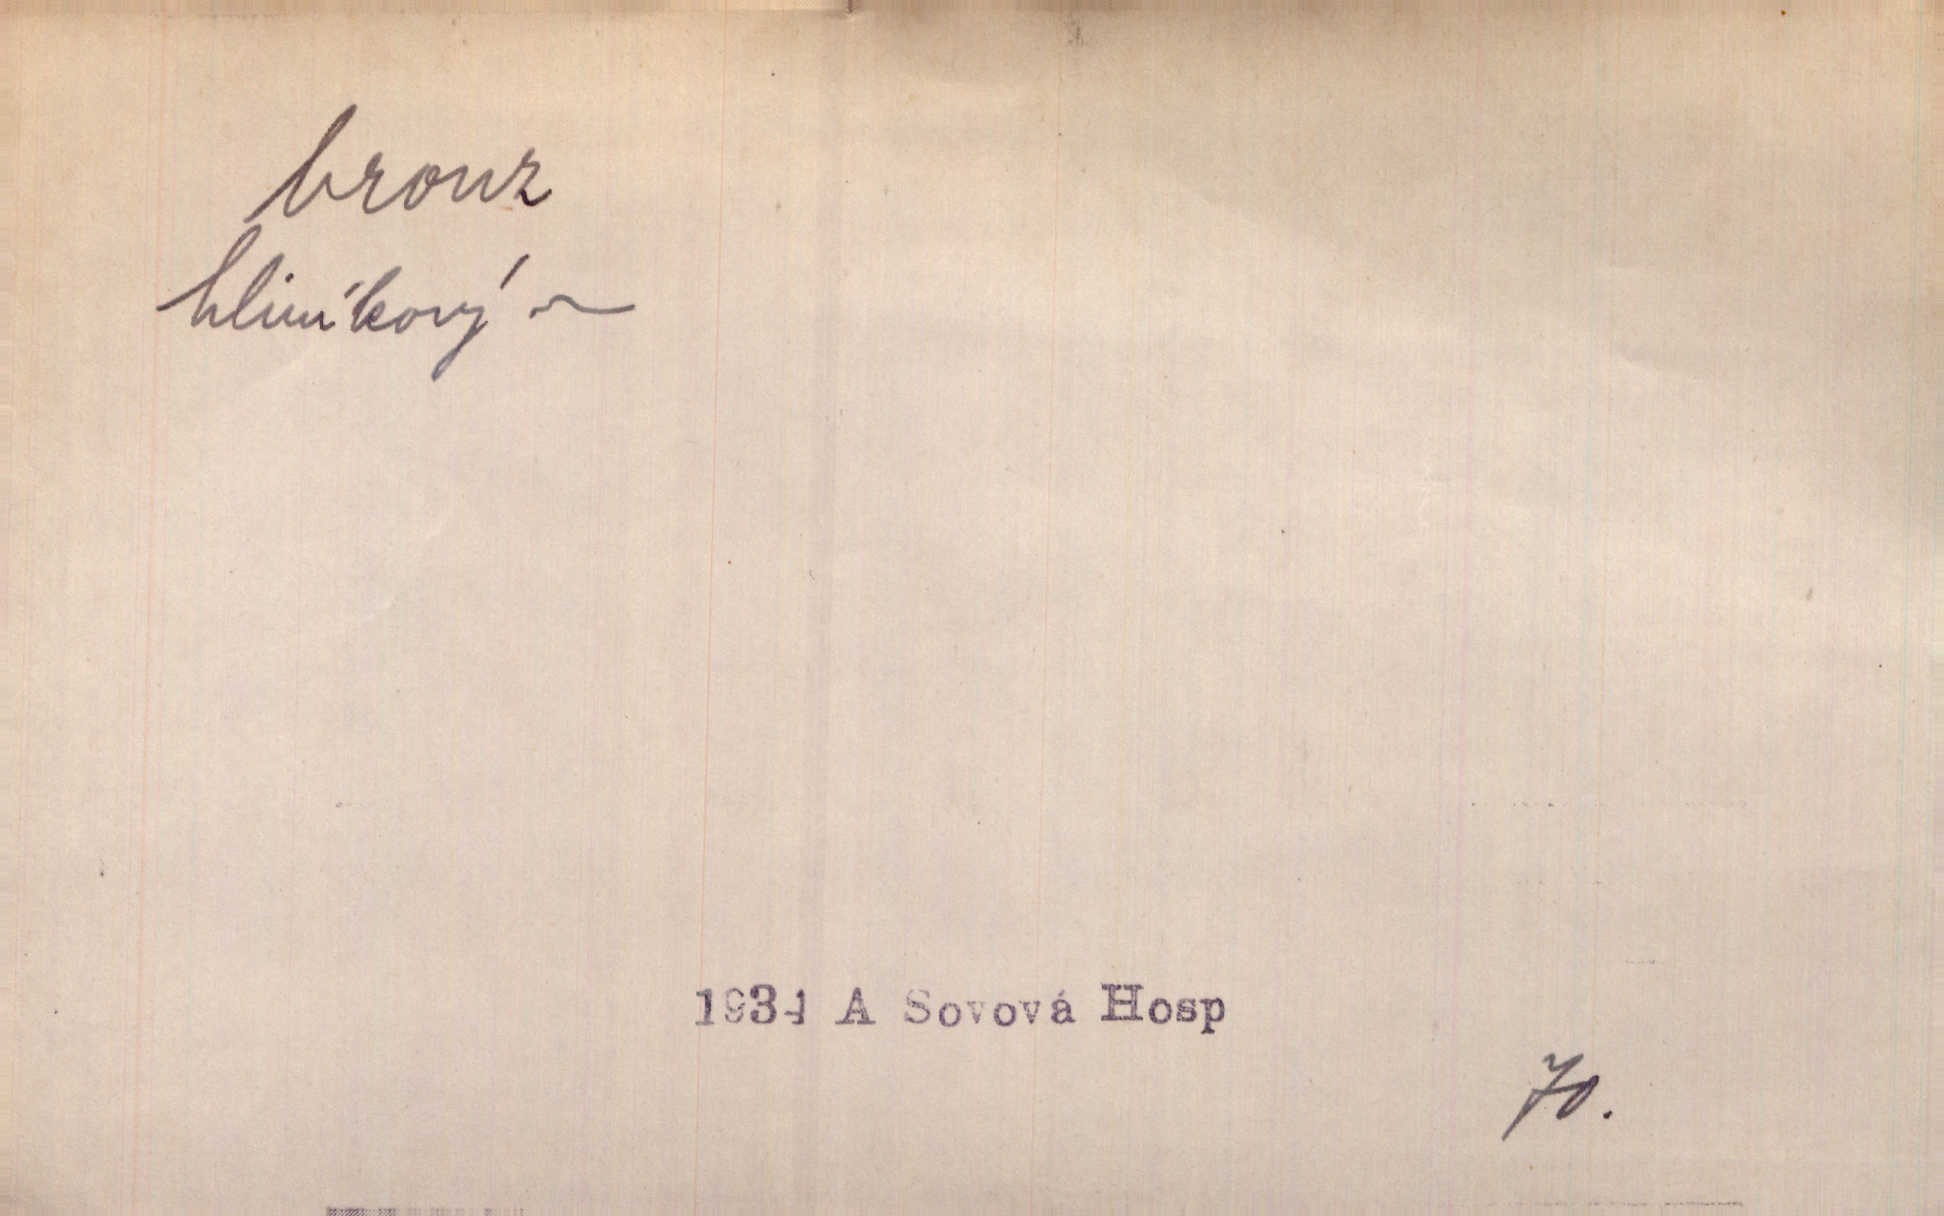 bronz
hliníkový ~
1934 A Sovová Hosp
70.